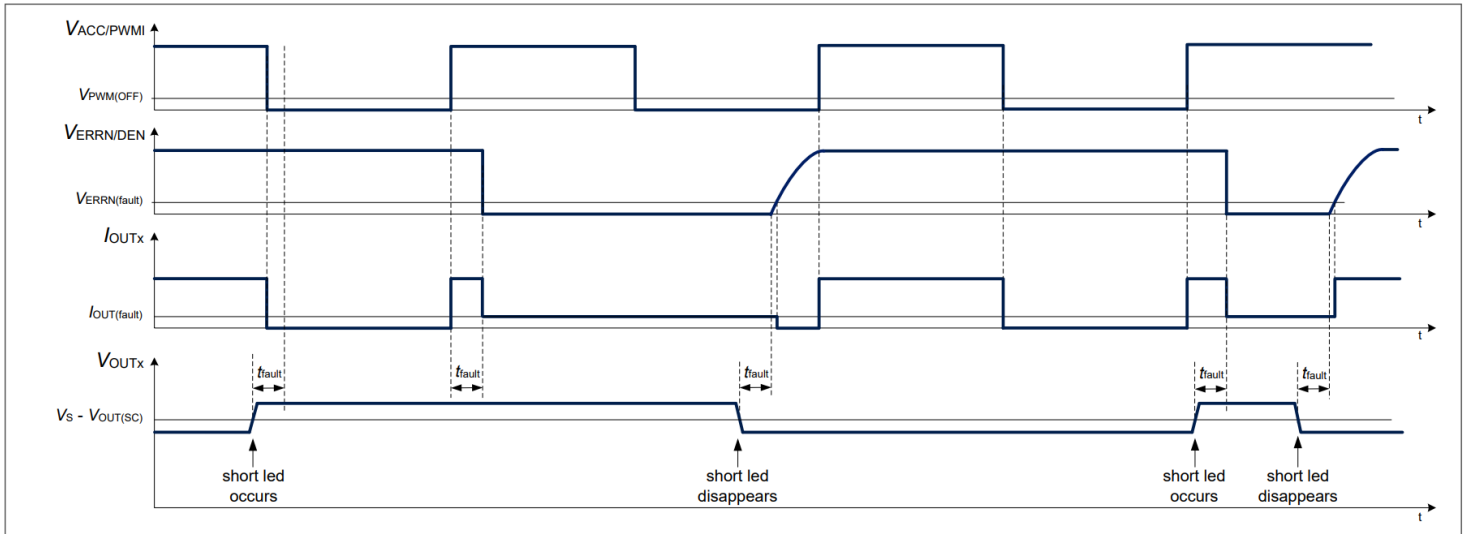 VACC/PWMI
VPWM(OFF)
t
VERRN/DEN
VERRN(fault)
t
IOUTx
IOUT(fault)
t
VOUTx
tfault
tfault
tfault
tfault
tfault
VS - VOUT(SC)
short led
occurs
short led
disappears
short led
occurs
short led
disappears
t